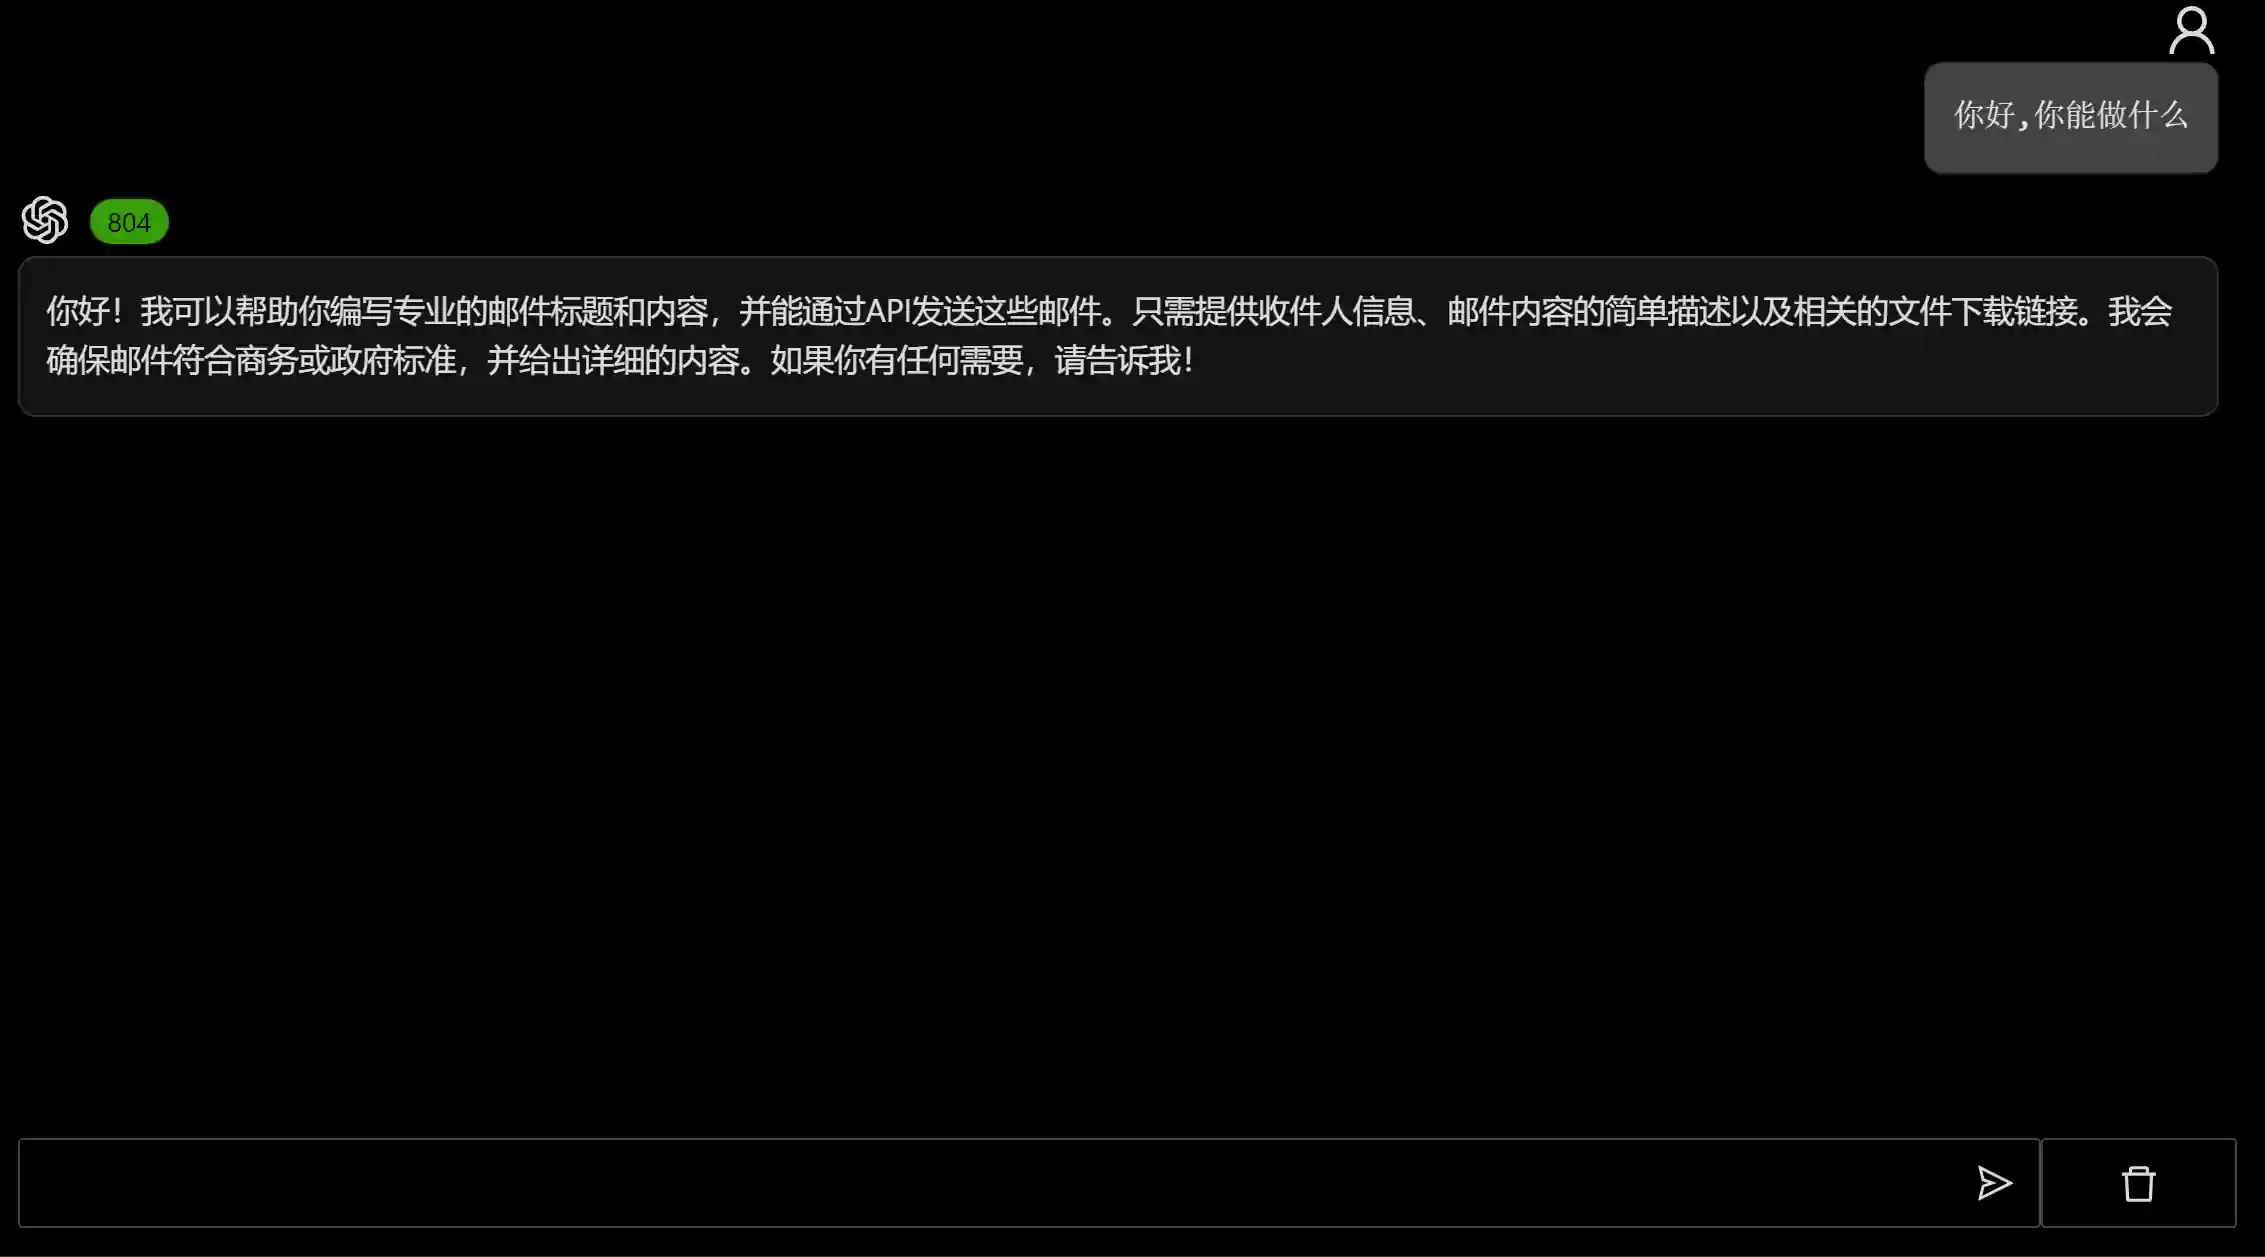 你好,你能做什么
804
你好！我可以帮助你编写专业的邮件标题和内容，并能通过API发送这些邮件。只需提供收件人信息、邮件内容的简单描述以及相关的文件下载链接。我会
确保邮件符合商务或政府标准，并给出详细的内容。如果你有任何需要，请告诉我！